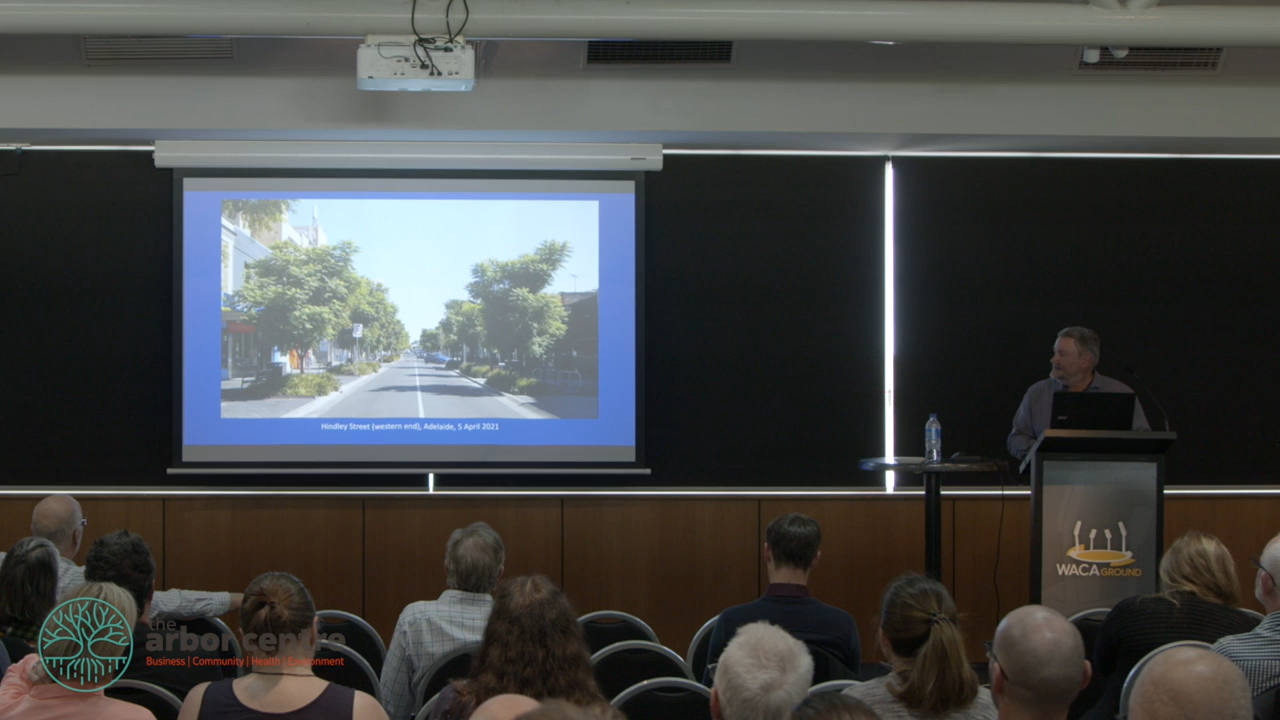 Hindley Street (western end), Adelaide, 5 April 2021
WACA GROUND
the
arbor centre
Business | Community | Health | Environment